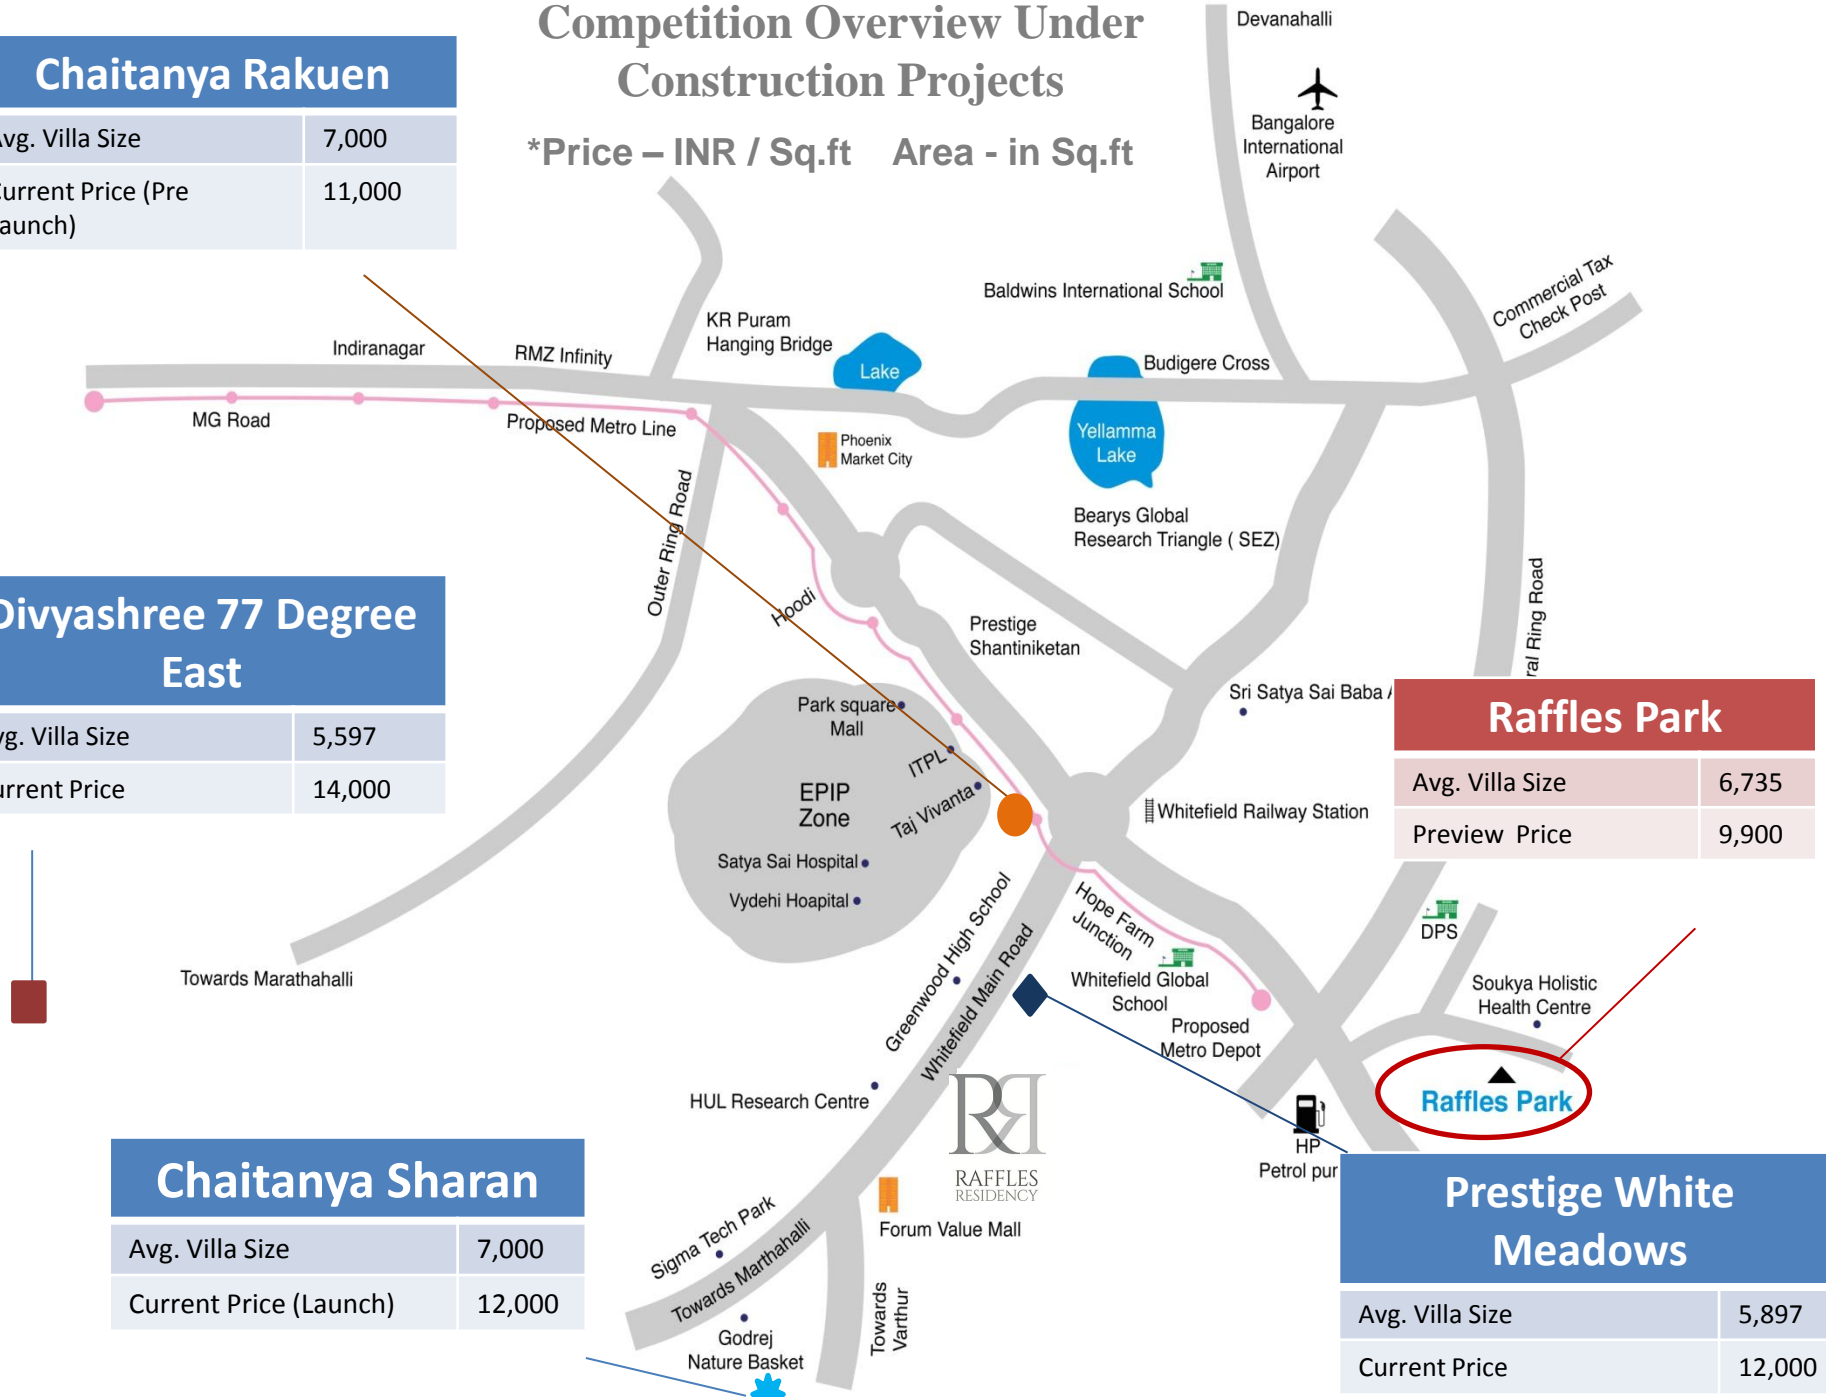 Competition Overview Under
Construction Projects
*Price – INR / Sq.ft Area - in Sq.ft
Chaitanya Rakuen
Avg. Villa Size 7,000
Current Price (Pre 11,000
Launch)
Devanahalli
Bangalore
International
Airport
Baldwins International School
Commercial Tax
Check Post
KR Puram
Hanging Bridge
Indiranagar
RMZ Infinity
Lake
Budigere Cross
MG Road
Proposed Metro Line
Phoenix
Market City
Yellamma
Lake
Outer Ring Road
Bearys Global
Research Triangle ( SEZ)
Hoodi
Prestige
Shantiniketan
ral Ring Road
Divyashree 77 Degree
East
vg. Villa Size 5,597
urrent Price 14,000
Park square
Mall
ITPL
EPIP
Zone
Taj Vivanta
Satya Sai Hospital
Vydehi Hoapital
Sri Satya Sai Baba
Whitefield Railway Station
Raffles Park
Avg. Villa Size 6,735
Preview Price 9,900
Towards Marathahalli
Greenwood High School
Whitefield Main Road
Hope Farm
Junction
Whitefield Global
School
Proposed
Metro Depot
DPS
Soukya Holistic
Health Centre
Raffles Park
HUL Research Centre
RR
RAFFLES
RESIDENCY
HP
Petrol pur
Chaitanya Sharan
Avg. Villa Size 7,000
Current Price (Launch) 12,000
Sigma Tech Park
Towards Marthahalli
Forum Value Mall
Towards
Varthur
Godrej
Nature Basket
Prestige White
Meadows
Avg. Villa Size 5,897
Current Price 12,000